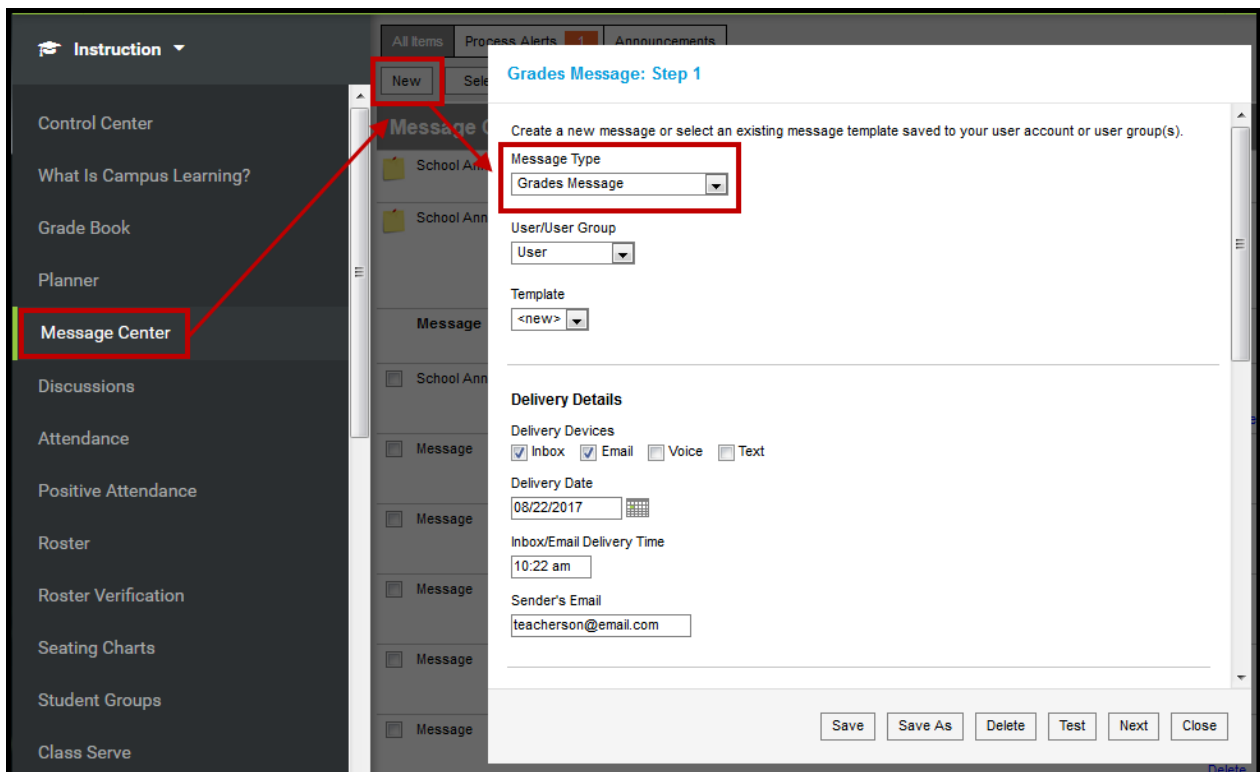 Instruction
Control Center
What Is Campus Learning?
Grade Book
Planner
Message Center
Discussions
Attendance
Positive Attendance
Roster
Roster Verification
Seating Charts
Student Groups
Class Serve
All Items Process Alerts 1 Announcements
New Sele
Message C
School Ann
School Ann
Message
School Ann
Message
Message
Message
Message
Message
Delete
Grades Message: Step 1
Create a new message or select an existing message template saved to your user account or user group(s).
Message Type
Grades Message
User/User Group
User
Template
<new>
Delivery Details
Delivery Devices
Inbox Email Voice Text
Delivery Date
08/22/2017
Inbox/Email Delivery Time
10:22 am
Sender's Email
teacherson@email.com
Save Save As Delete Test Next Close